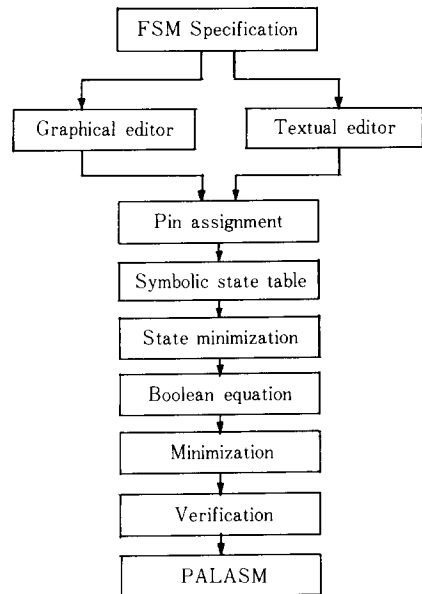 FSM Specification
Graphical editor
Textual editor
Pin assignment
Symbolic state table
State minimization
Boolean equation
Minimization
Verification
PALASM